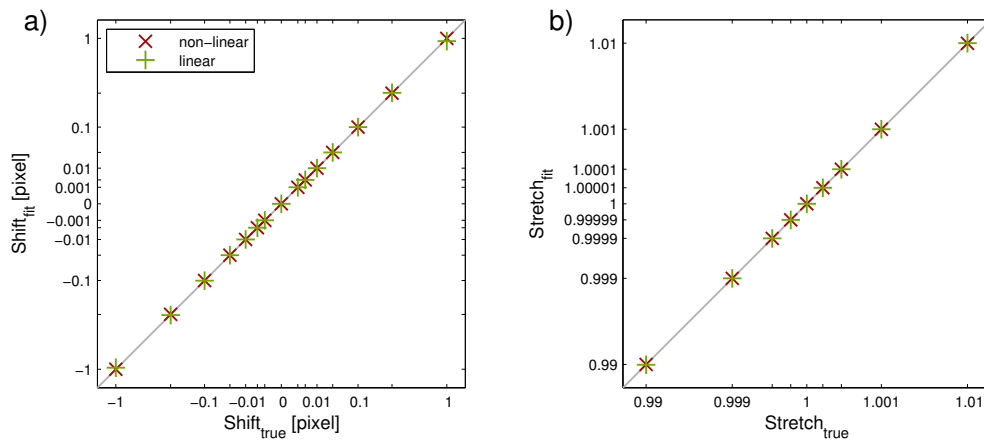 a)
non−linear
linear
1
0.1
0.01
0.001
0
−0.001
−0.01
−0.1
−1
Shift_fit [pixel]
−1 −0.1 −0.01 0 0.01 0.1 1
Shift_true [pixel]
b)
1.01
1.001
1.0001
1.00001
1
0.99999
0.9999
0.999
0.99
Stretch_fit
0.99 0.999 1 1.001 1.01
Stretch_true